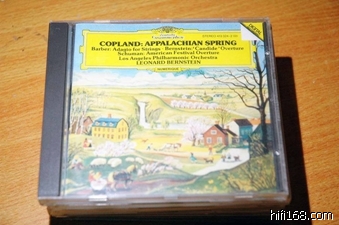 COPLAND: APPALACHIAN SPRING
Barber: Adagio for Strings · Bernstein: "Candide" Overture
Schuman: American Festival Overture
Los Angeles Philharmonic Orchestra
LEONARD BERNSTEIN
hifi168.com